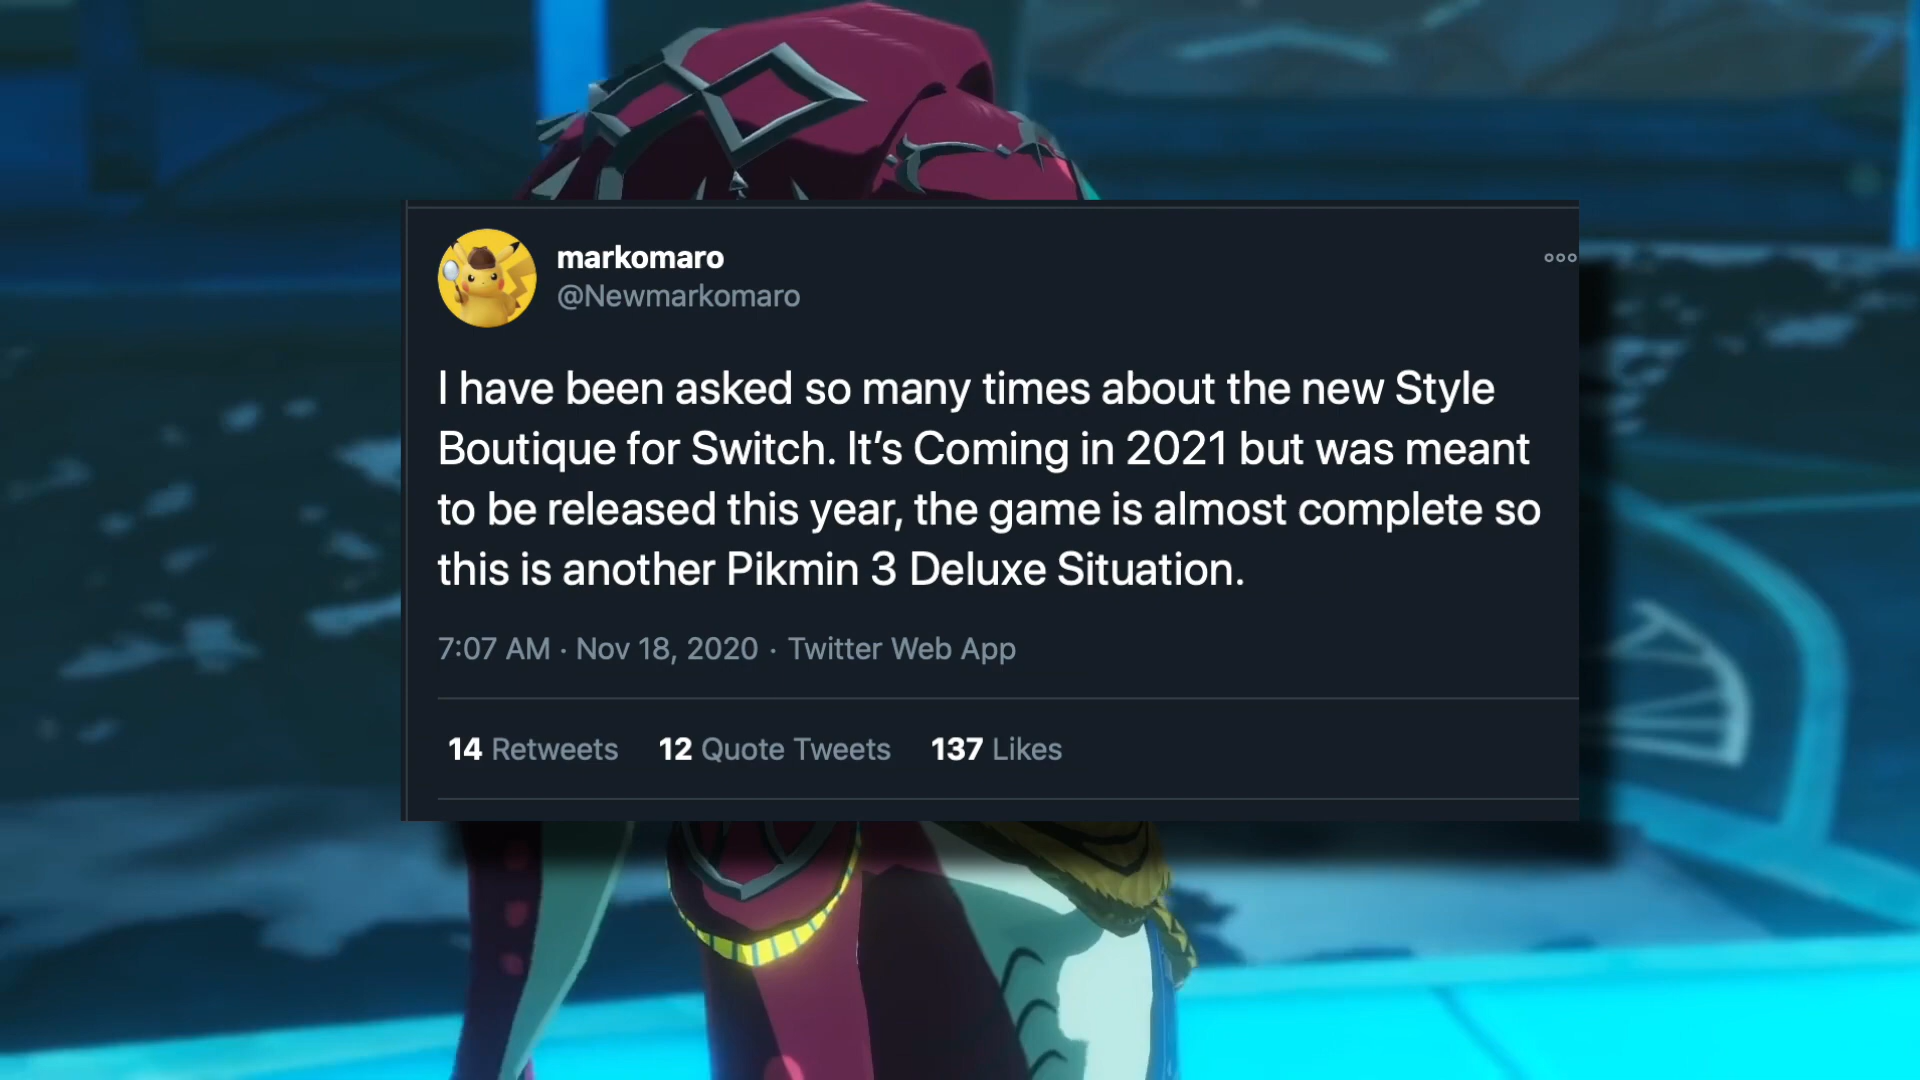 markomaro
@Newmarkomaro
I have been asked so many times about the new Style
Boutique for Switch. It’s Coming in 2021 but was meant
to be released this year, the game is almost complete so
this is another Pikmin 3 Deluxe Situation.
7:07 AM · Nov 18, 2020 · Twitter Web App
14 Retweets 12 Quote Tweets 137 Likes